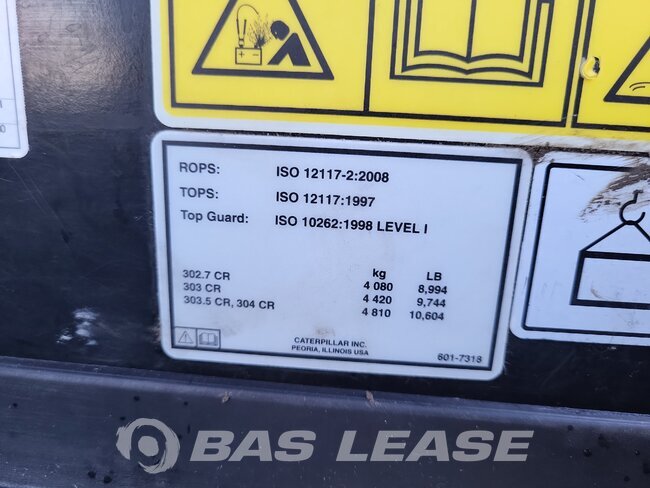 ROPS: ISO 12117-2:2008
TOPS: ISO 12117:1997
Top Guard: ISO 10262:1998 LEVEL I
kg LB
302.7 CR 4 080 8,994
303 CR 4 420 9,744
303.5 CR, 304 CR 4 810 10,604
CATERPILLAR INC.
PEORIA, ILLINOIS USA
601-7318
BAS LEASE